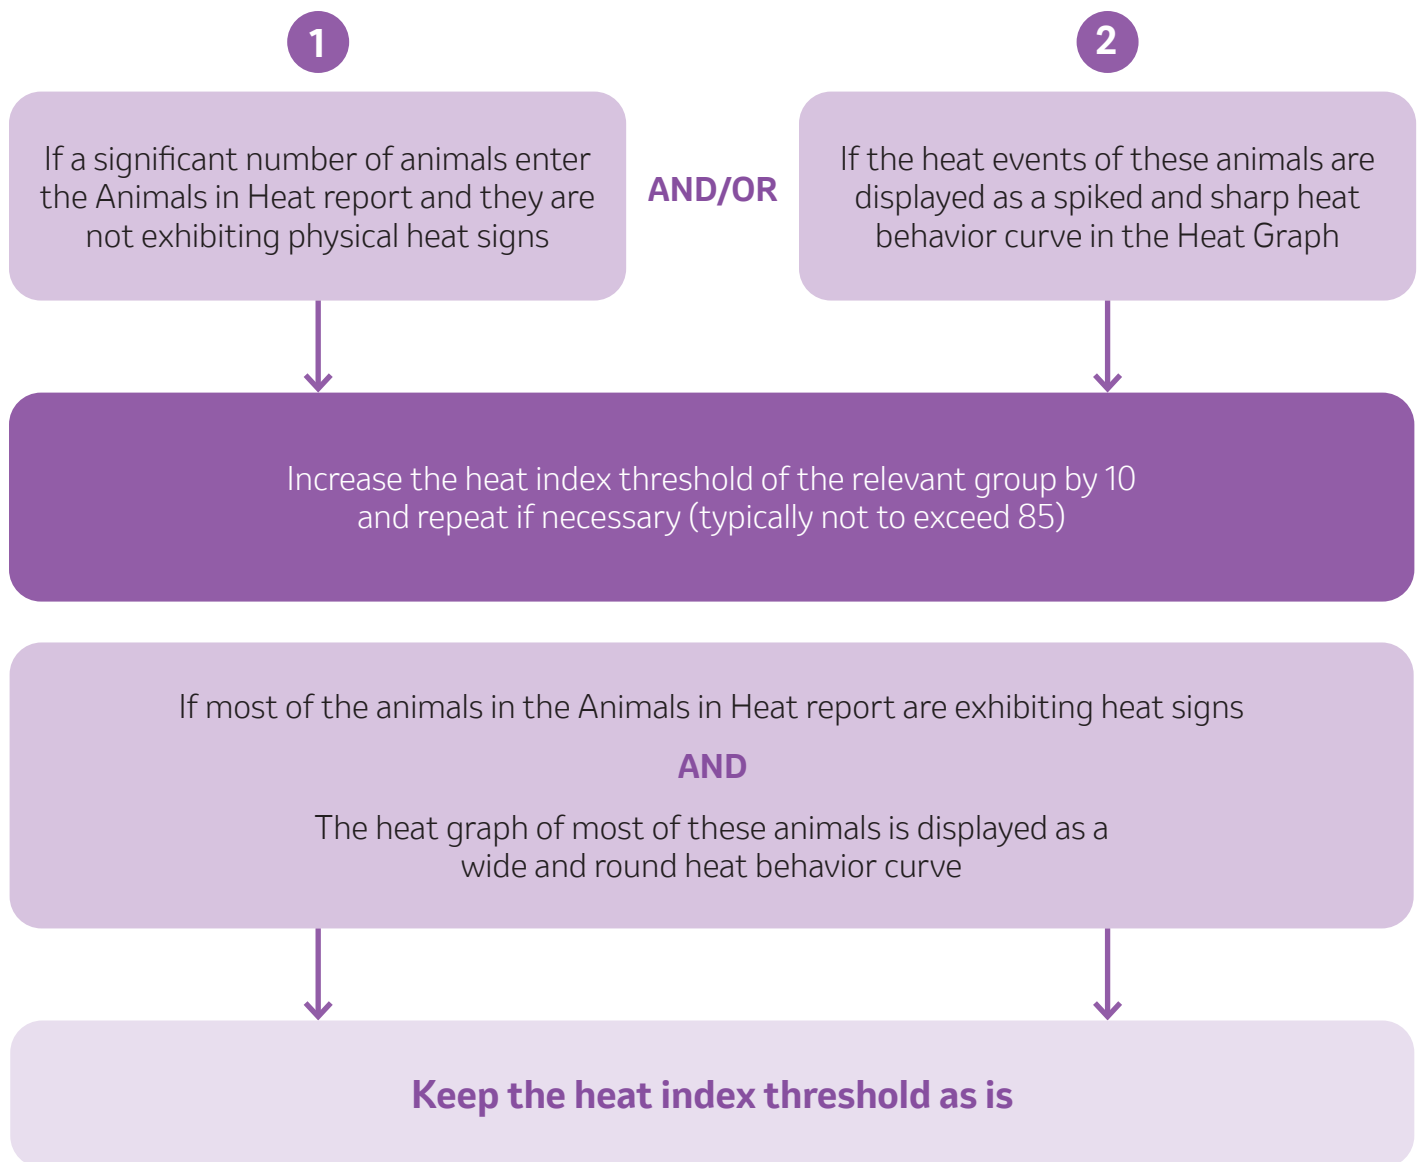 1
If a significant number of animals enter
the Animals in Heat report and they are
not exhibiting physical heat signs
AND/OR
2
If the heat events of these animals are
displayed as a spiked and sharp heat
behavior curve in the Heat Graph
Increase the heat index threshold of the relevant group by 10
and repeat if necessary (typically not to exceed 85)
If most of the animals in the Animals in Heat report are exhibiting heat signs
AND
The heat graph of most of these animals is displayed as a
wide and round heat behavior curve
Keep the heat index threshold as is